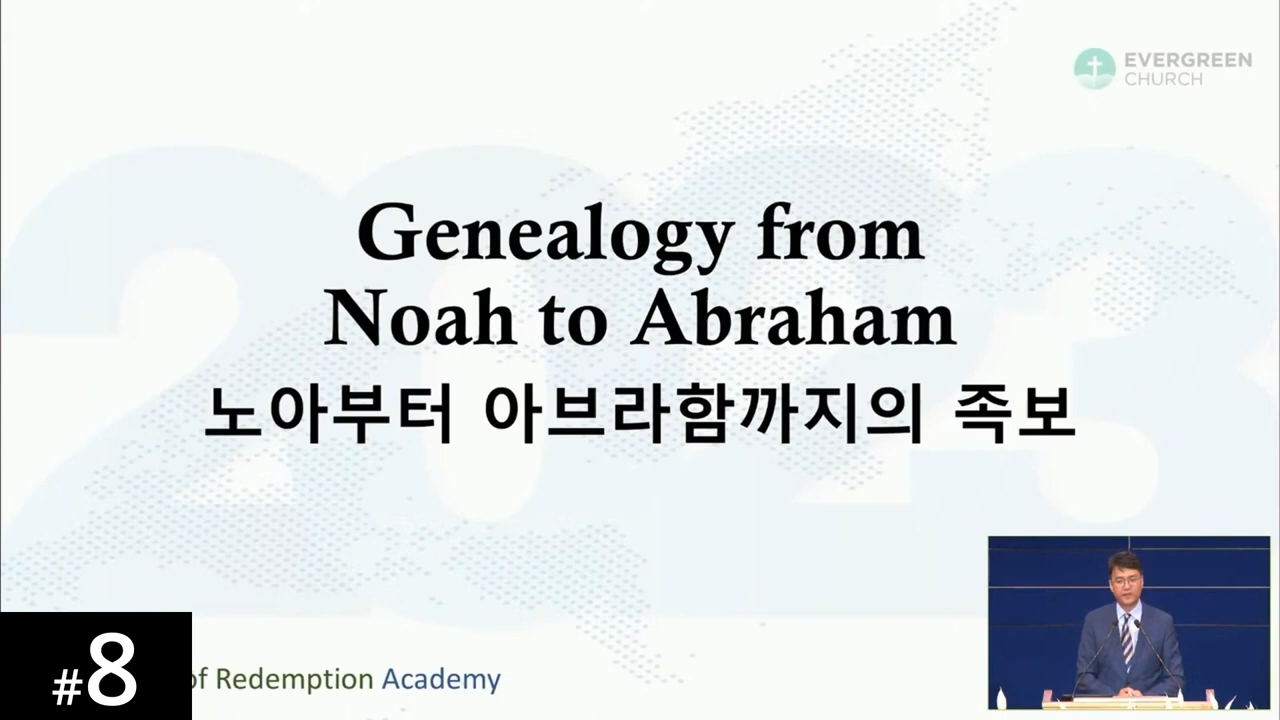 EVERGREEN
CHURCH
Genealogy from
Noah to Abraham
노아부터 아브라함까지의 족보
2023
#8
of Redemption Academy